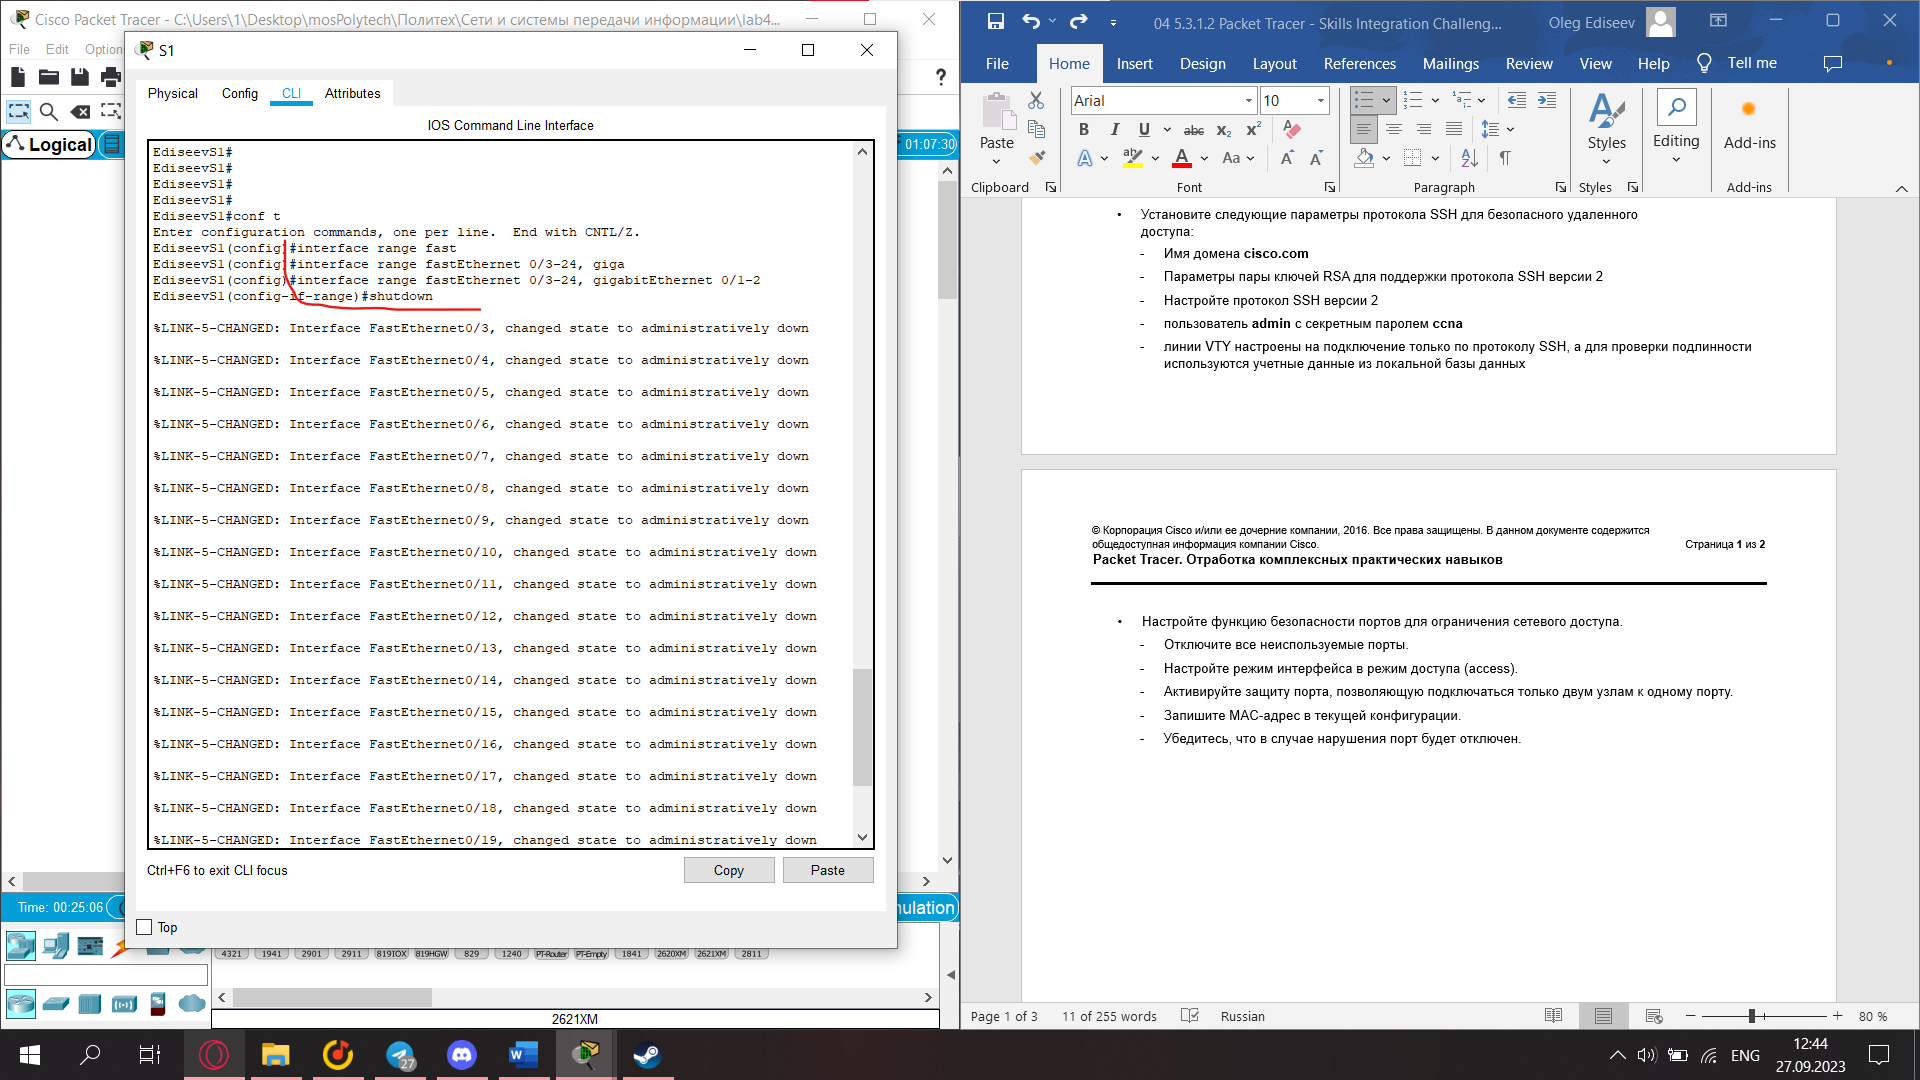 Cisco Packet Tracer - C:\Users\1\Desktop\mosPolytech\Политех\Сети и системы передачи информации\lab4...
File Edit Option
Logical
01:07:30
S1
Physical Config CLI Attributes
IOS Command Line Interface
EdiseevS1#
EdiseevS1#
EdiseevS1#
EdiseevS1#
EdiseevS1#conf t
Enter configuration commands, one per line.  End with CNTL/Z.
EdiseevS1(config)#interface range fast
EdiseevS1(config)#interface range fastEthernet 0/3-24, giga
EdiseevS1(config)#interface range fastEthernet 0/3-24, gigabitEthernet 0/1-2
EdiseevS1(config-if-range)#shutdown
%LINK-5-CHANGED: Interface FastEthernet0/3, changed state to administratively down
%LINK-5-CHANGED: Interface FastEthernet0/4, changed state to administratively down
%LINK-5-CHANGED: Interface FastEthernet0/5, changed state to administratively down
%LINK-5-CHANGED: Interface FastEthernet0/6, changed state to administratively down
%LINK-5-CHANGED: Interface FastEthernet0/7, changed state to administratively down
%LINK-5-CHANGED: Interface FastEthernet0/8, changed state to administratively down
%LINK-5-CHANGED: Interface FastEthernet0/9, changed state to administratively down
%LINK-5-CHANGED: Interface FastEthernet0/10, changed state to administratively down
%LINK-5-CHANGED: Interface FastEthernet0/11, changed state to administratively down
%LINK-5-CHANGED: Interface FastEthernet0/12, changed state to administratively down
%LINK-5-CHANGED: Interface FastEthernet0/13, changed state to administratively down
%LINK-5-CHANGED: Interface FastEthernet0/14, changed state to administratively down
%LINK-5-CHANGED: Interface FastEthernet0/15, changed state to administratively down
%LINK-5-CHANGED: Interface FastEthernet0/16, changed state to administratively down
%LINK-5-CHANGED: Interface FastEthernet0/17, changed state to administratively down
%LINK-5-CHANGED: Interface FastEthernet0/18, changed state to administratively down
%LINK-5-CHANGED: Interface FastEthernet0/19, changed state to administratively down
Ctrl+F6 to exit CLI focus
Copy Paste
Top
Time: 00:25:06
nulation
4321 1941 2901 2911 819IOX 819HGW 829 1240 PT-Router PT-Empty 1841 2620XM 2621XM 2811
2621XM
04 5.3.1.2 Packet Tracer - Skills Integration Challeng...
Oleg Ediseev
File Home Insert Design Layout References Mailings Review View Help Tell me
Paste
Arial 10
B I U abc x₂ x²
A ab A Aa A A
Styles Editing Add-ins
Clipboard Font Paragraph Styles Add-ins
• Установите следующие параметры протокола SSH для безопасного удаленного
доступа:
- Имя домена cisco.com
- Параметры пары ключей RSA для поддержки протокола SSH версии 2
- Настройте протокол SSH версии 2
- пользователь admin с секретным паролем ccna
- линии VTY настроены на подключение только по протоколу SSH, а для проверки подлинности
используются учетные данные из локальной базы данных
© Корпорация Cisco и/или ее дочерние компании, 2016. Все права защищены. В данном документе содержится
общедоступная информация компании Cisco. Страница 1 из 2
Packet Tracer. Отработка комплексных практических навыков
• Настройте функцию безопасности портов для ограничения сетевого доступа.
- Отключите все неиспользуемые порты.
- Настройте режим интерфейса в режим доступа (access).
- Активируйте защиту порта, позволяющую подключаться только двум узлам к одному порту.
- Запишите MAC-адрес в текущей конфигурации.
- Убедитесь, что в случае нарушения порт будет отключен.
Page 1 of 3 11 of 255 words Russian 80 %
27
ENG
12:44
27.09.2023